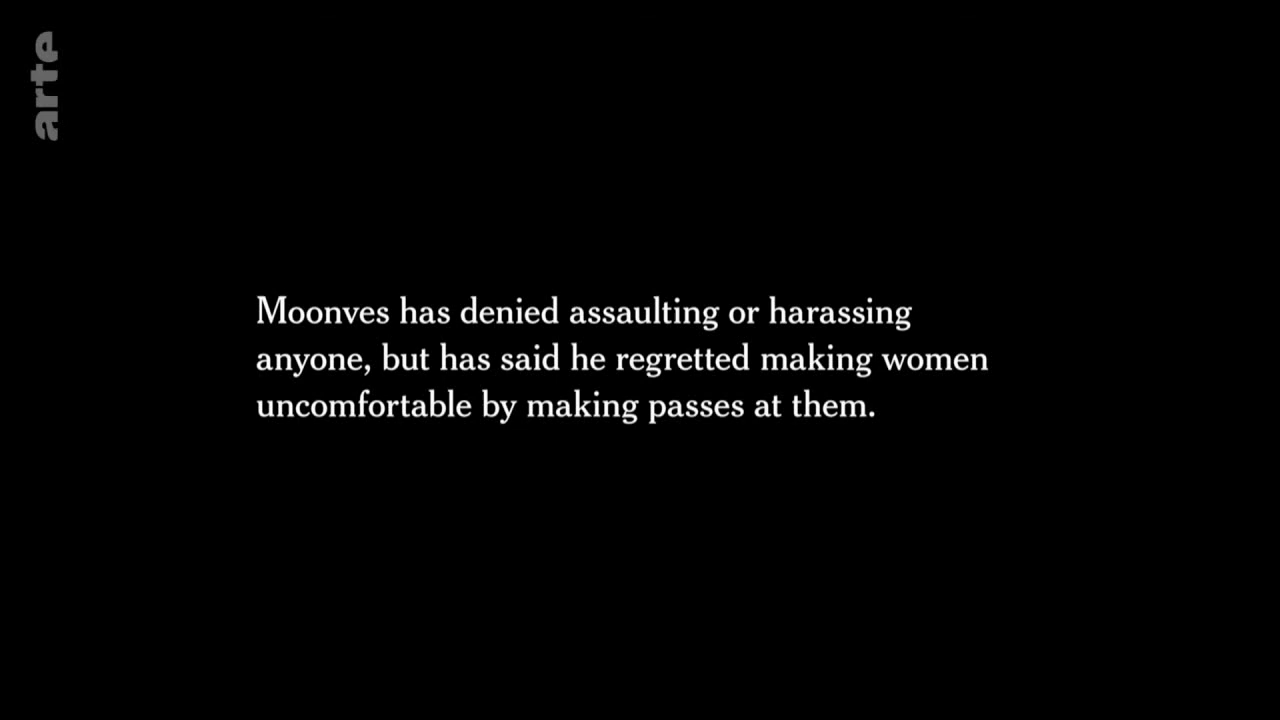 arte
Moonves has denied assaulting or harassing
anyone, but has said he regretted making women
uncomfortable by making passes at them.